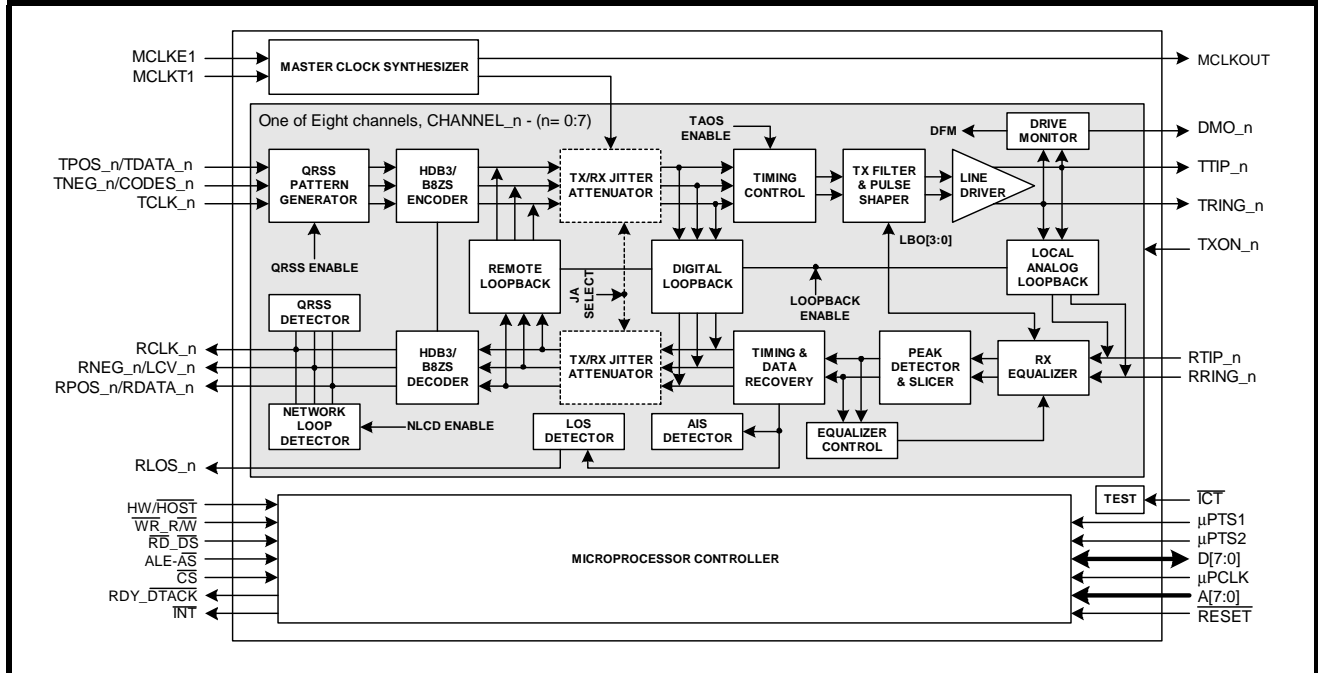 MCLKE1
MCLKT1
MASTER CLOCK SYNTHESIZER
MCLKOUT
One of Eight channels, CHANNEL_n - (n= 0:7)
TAOS
ENABLE
DFM
DRIVE
MONITOR
DMO_n
TPOS_n/TDATA_n
TNEG_n/CODES_n
TCLK_n
QRSS
PATTERN
GENERATOR
HDB3/
B8ZS
ENCODER
TX/RX JITTER
ATTENUATOR
TIMING
CONTROL
TX FILTER
& PULSE
SHAPER
LINE
DRIVER
TTIP_n
TRING_n
TXON_n
LBO[3:0]
QRSS ENABLE
REMOTE
LOOPBACK
JA
SELECT
DIGITAL
LOOPBACK
LOOPBACK
ENABLE
LOCAL
ANALOG
LOOPBACK
QRSS
DETECTOR
RCLK_n
RNEG_n/LCV_n
RPOS_n/RDATA_n
HDB3/
B8ZS
DECODER
TX/RX JITTER
ATTENUATOR
TIMING &
DATA
RECOVERY
PEAK
DETECTOR
& SLICER
RX
EQUALIZER
RTIP_n
RRING_n
NETWORK
LOOP
DETECTOR
NLCD ENABLE
LOS
DETECTOR
AIS
DETECTOR
EQUALIZER
CONTROL
RLOS_n
HW/HOST
WR_R/W
RD_DS
ALE-AS
CS
RDY_DTACK
INT
MICROPROCESSOR CONTROLLER
TEST
ICT
µPTS1
µPTS2
D[7:0]
µPCLK
A[7:0]
RESET